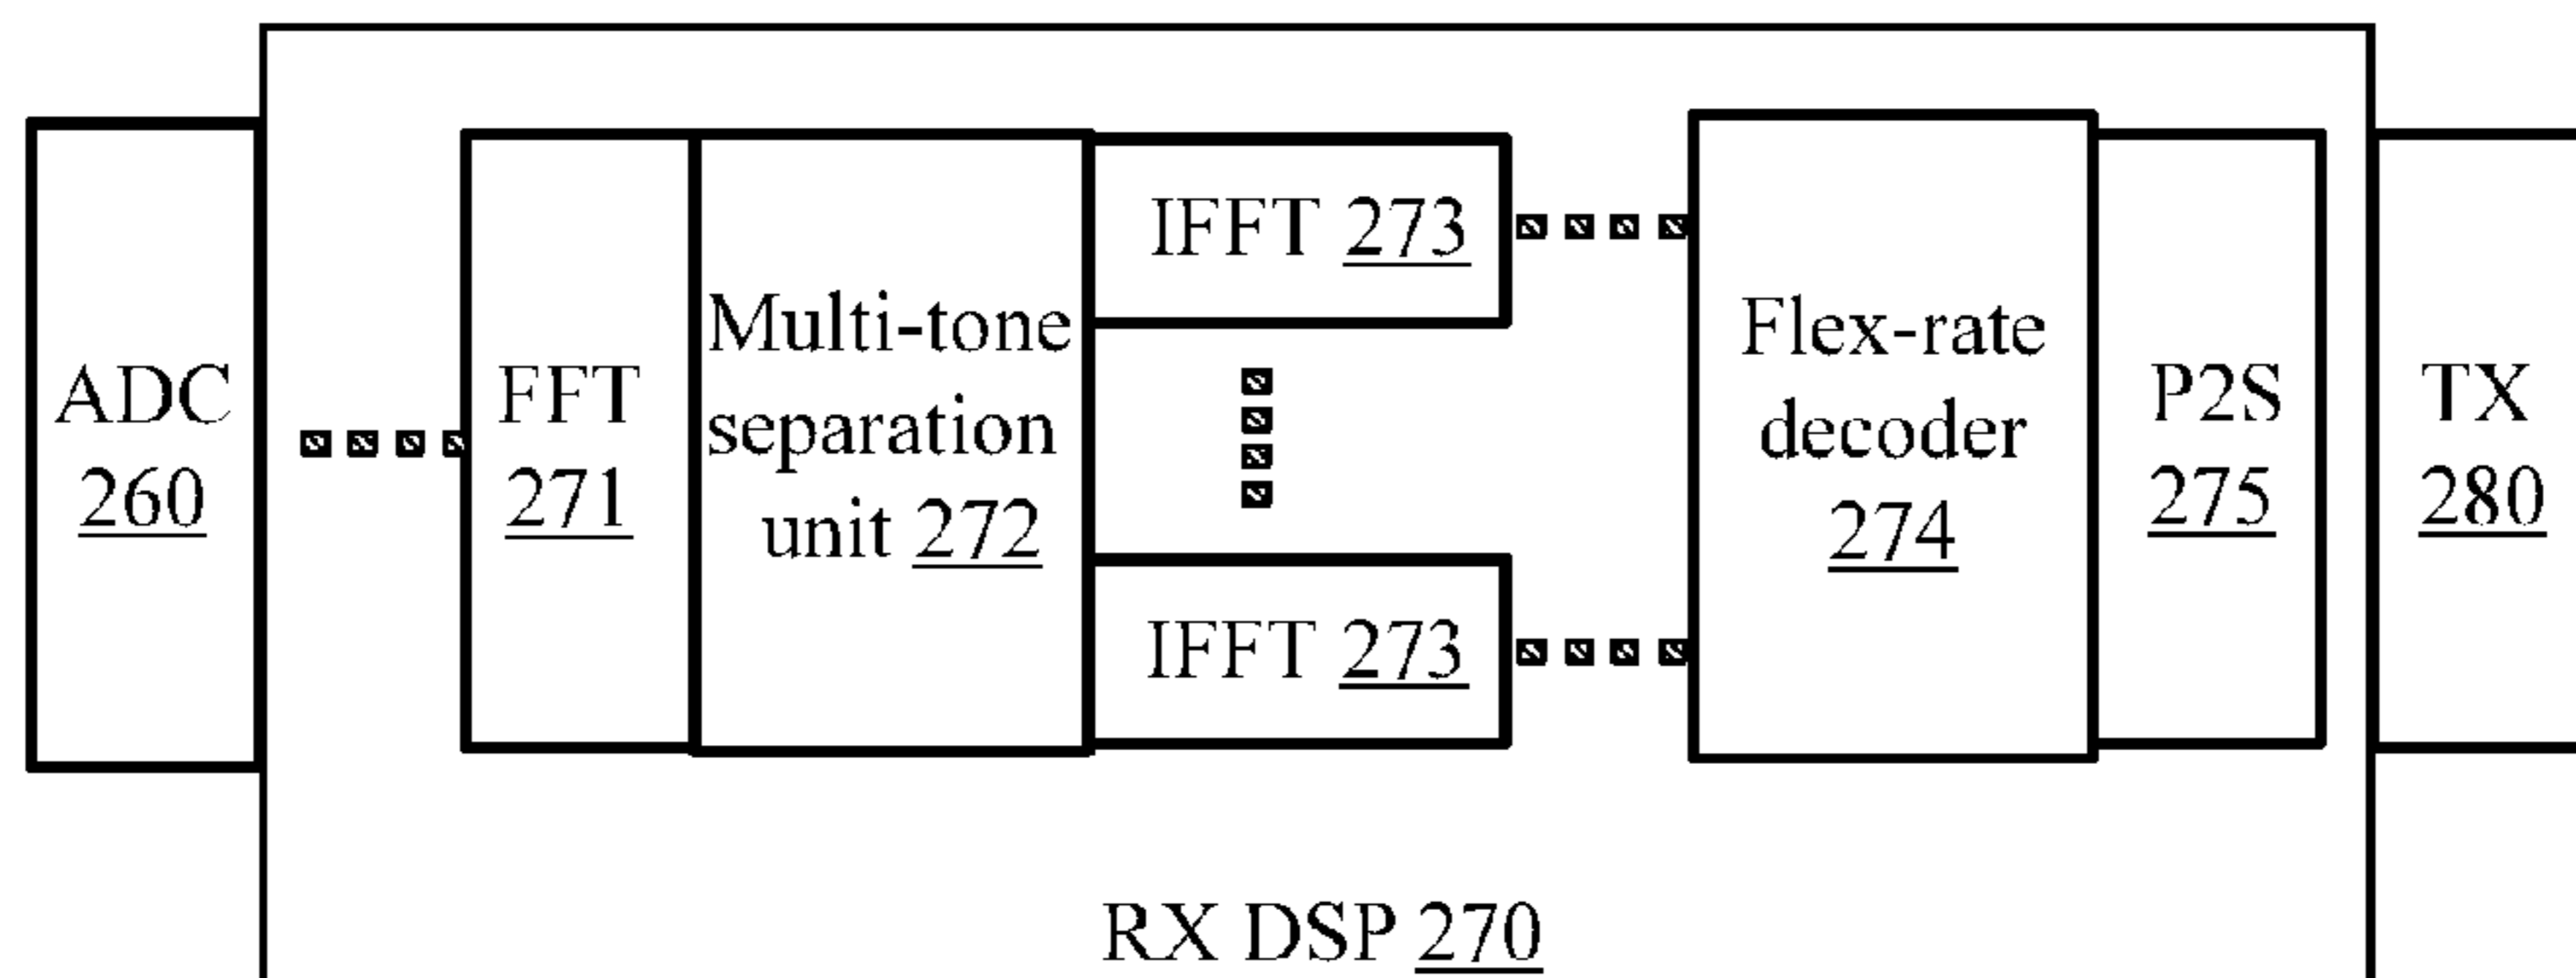 ADC
260
FFT
271
Multi-tone
separation
unit 272
IFFT 273
IFFT 273
Flex-rate
decoder
274
P2S
275
TX
280
RX DSP 270